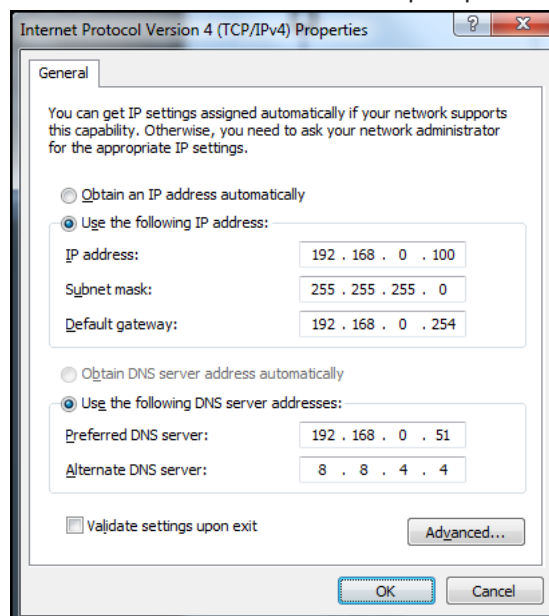 Internet Protocol Version 4 (TCP/IPv4) Properties
General
You can get IP settings assigned automatically if your network supports
this capability. Otherwise, you need to ask your network administrator
for the appropriate IP settings.
Obtain an IP address automatically
Use the following IP address:
IP address: 192 . 168 . 0 . 100
Subnet mask: 255 . 255 . 255 . 0
Default gateway: 192 . 168 . 0 . 254
Obtain DNS server address automatically
Use the following DNS server addresses:
Preferred DNS server: 192 . 168 . 0 . 51
Alternate DNS server: 8 . 8 . 4 . 4
Validate settings upon exit
Advanced...
OK Cancel